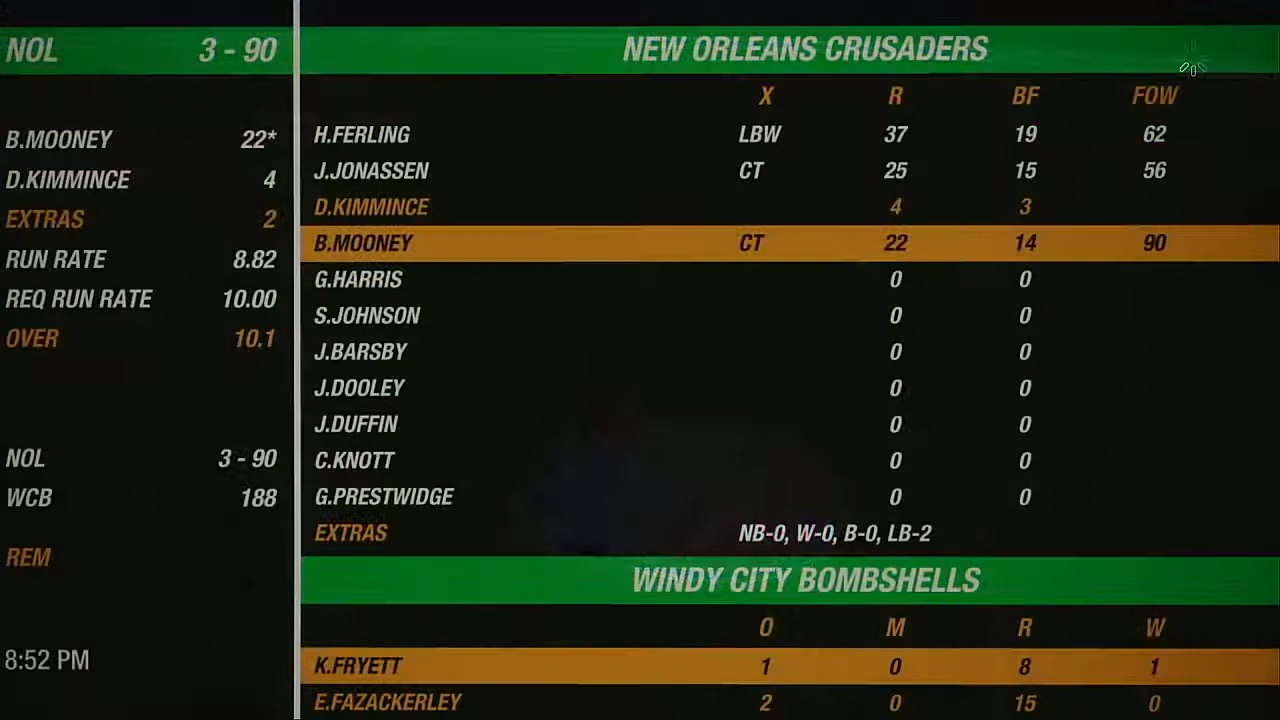 NOL 3 - 90
B.MOONEY 22*
D.KIMMINCE 4
EXTRAS 2
RUN RATE 8.82
REQ RUN RATE 10.00
OVER 10.1
NOL 3 - 90
WCB 188
REM
8:52 PM
NEW ORLEANS CRUSADERS
X R BF FOW
H.FERLING LBW 37 19 62
J.JONASSEN CT 25 15 56
D.KIMMINCE 4 3
B.MOONEY CT 22 14 90
G.HARRIS 0 0
S.JOHNSON 0 0
J.BARSBY 0 0
J.DOOLEY 0 0
J.DUFFIN 0 0
C.KNOTT 0 0
G.PRESTWIDGE 0 0
EXTRAS NB-0, W-0, B-0, LB-2
WINDY CITY BOMBSHELLS
O M R W
K.FRYETT 1 0 8 1
E.FAZACKERLEY 2 0 15 0